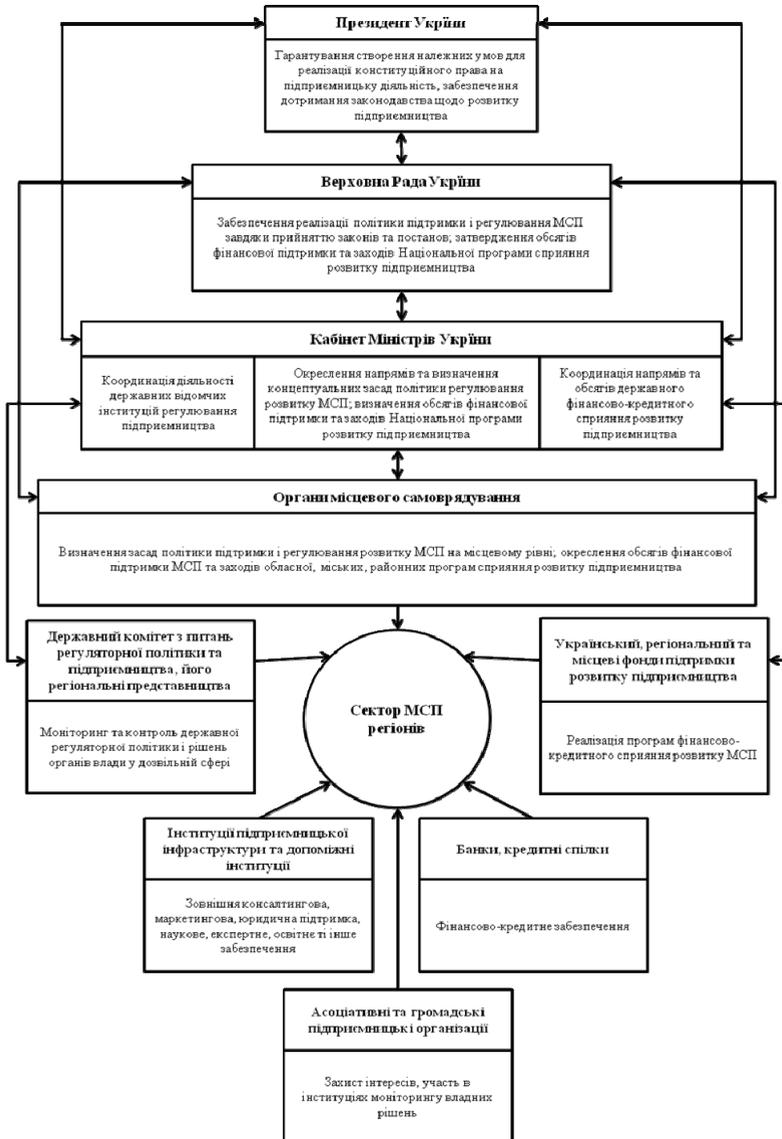 Президент Укрїни
Гарантування створення належних умов для
реалізації конституційного права на
підприємницьку діяльність, забезпечення
дотримання законодавства щодо розвитку
підприємництва
Верховна Рада Укрїни
Забезпечення реалізації політики підтримки і регулювання МСП
завдяки прийняттю законів та постанов; затвердження обсягів
фінансової підтримки та заходів Національної програми сприяння
розвитку підприємництва
Кабінет Міністрів Укрїни
Координація діяльності
державних відомчих
інституцій регулювання
підприємництва
Окреслення напрямів та визначення
концептуальних засад політики регулювання
розвитку МСП; визначення обсягів фінансової
підтримки та заходів Національної програми
розвитку підприємництва
Координація напрямів та
обсягів державного
фінансово-кредитного
сприяння розвитку
підприємництва
Органи місцевого самоврядування
Визначення засад політики підтримки і регулювання розвитку МСП на місцевому рівні; окреслення обсягів фінансової
підтримки МСП та заходів обласної, міських, районних програм сприяння розвитку підприємництва
Державний комітет з питань
регуляторної політики та
підприємництва, його
регіональні представництва
Моніторинг та контроль державної
регуляторної політики і рішень
органів влади у дозвільній сфері
Сектор МСП
регіонів
Український, регіональний та
місцеві фонди підтримки
розвитку підприємництва
Реалізація програм фінансово-
кредитного сприяння розвитку МСП
Інституції підприємницької
інфраструктури та допоміжні
інституції
Зовнішня консалтингова,
маркетингова, юридична підтримка,
наукове, експертне, освітнє ті інше
забезпечення
Банки, кредитні спілки
Фінансово-кредитне забезпечення
Асоціативні та громадські
підприємницькі організації
Захист інтересів, участь в
інституціях моніторингу владних
рішень